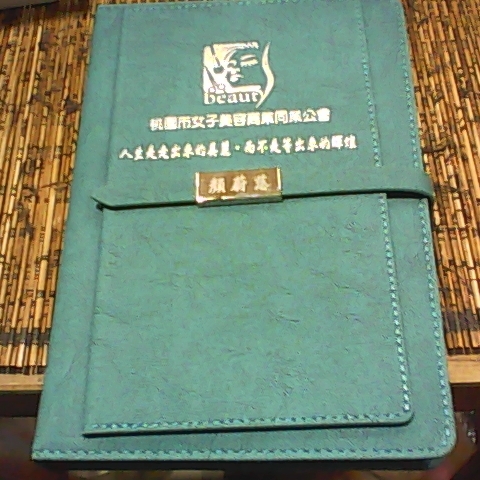 beauty
桃園市女子美容商業同業公會
人生是走出來的美麗，而不是等出來的輝煌
顏蔚慈